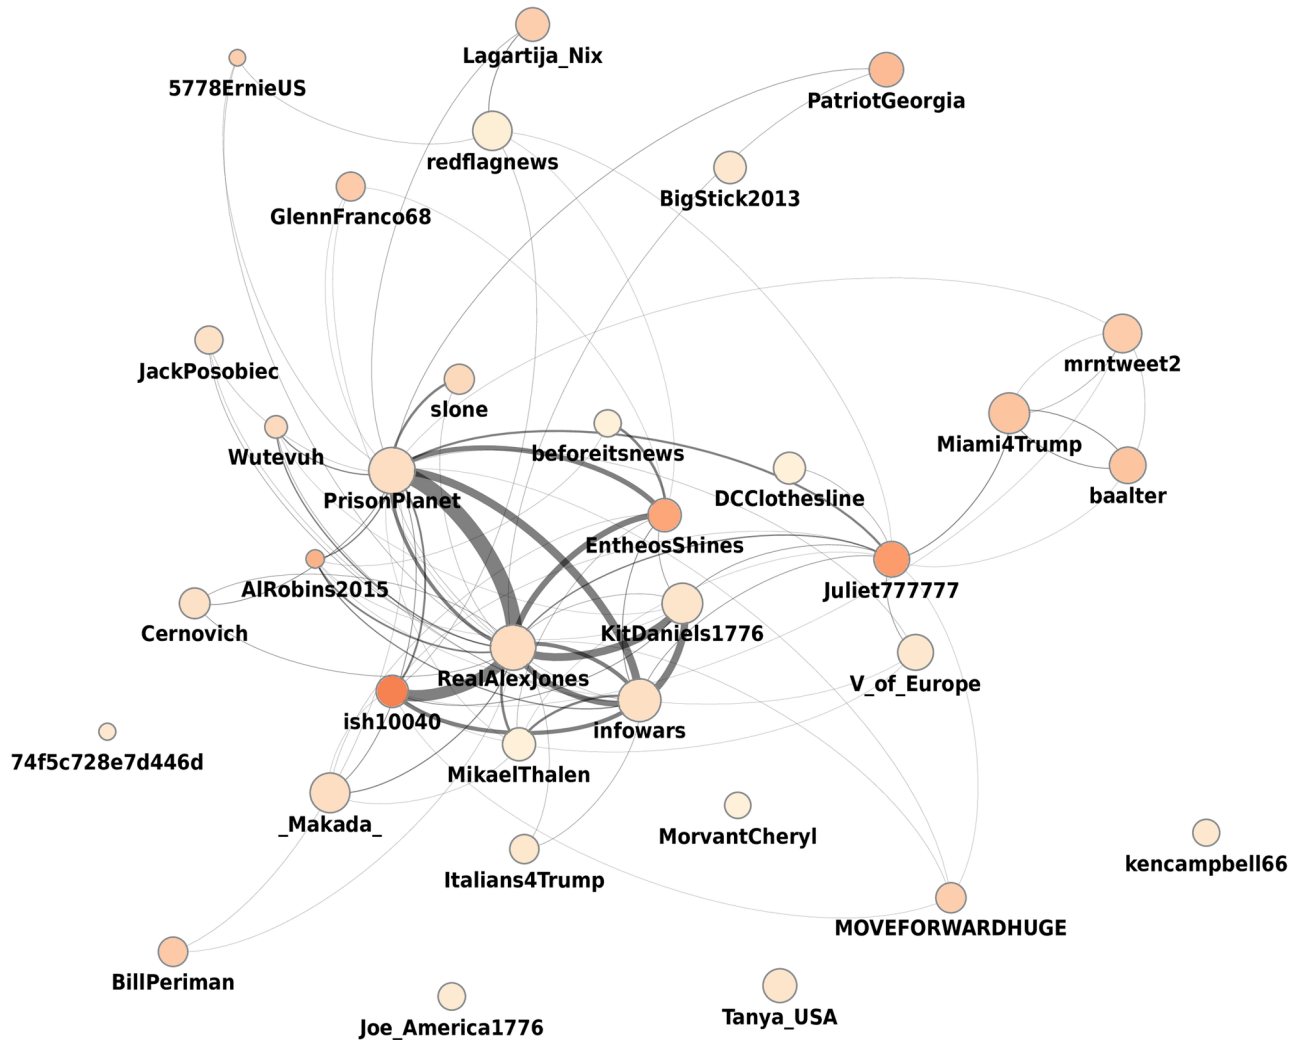 Lagartija_Nix
5778ErnieUS
PatriotGeorgia
redflagnews
BigStick2013
GlennFranco68
mrntweet2
JackPosobiec
slone
Miami4Trump
beforeitsnews
Wutevuh
DCClothesline
baalter
PrisonPlanet
EntheosShines
AlRobins2015
Juliet777777
Cernovich
KitDaniels1776
RealAlexJones
V_of_Europe
ish10040
infowars
74f5c728e7d446d
MikaelThalen
_Makada_
MorvantCheryl
kencampbell66
Italians4Trump
MOVEFORWARDHUGE
BillPeriman
Tanya_USA
Joe_America1776